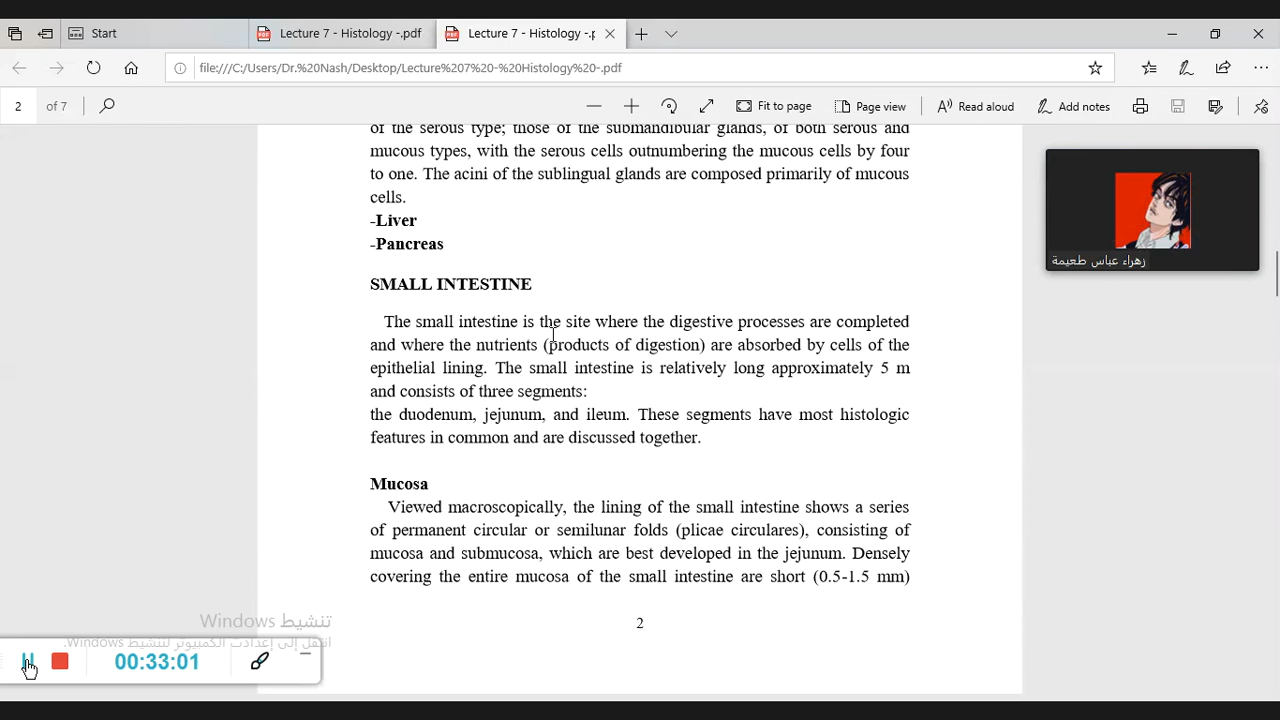 Start
Lecture 7 - Histology -.pdf
Lecture 7 - Histology -.p
file:///C:/Users/Dr.%20Nash/Desktop/Lecture%207%20-%20Histology%20-.pdf
2 of 7
Fit to page
Page view
Read aloud
Add notes
of the serous type; those of the submandibular glands, of both serous and
mucous types, with the serous cells outnumbering the mucous cells by four
to one. The acini of the sublingual glands are composed primarily of mucous
cells.
-Liver
-Pancreas
SMALL INTESTINE
The small intestine is the site where the digestive processes are completed
and where the nutrients (products of digestion) are absorbed by cells of the
epithelial lining. The small intestine is relatively long approximately 5 m
and consists of three segments:
the duodenum, jejunum, and ileum. These segments have most histologic
features in common and are discussed together.
Mucosa
Viewed macroscopically, the lining of the small intestine shows a series
of permanent circular or semilunar folds (plicae circulares), consisting of
mucosa and submucosa, which are best developed in the jejunum. Densely
covering the entire mucosa of the small intestine are short (0.5-1.5 mm)
2
زهراء عباس طعيمة
تنشيط Windows
انتقل إلى إعدادت الكمبيوتر لتنشيط Windows.
00:33:01